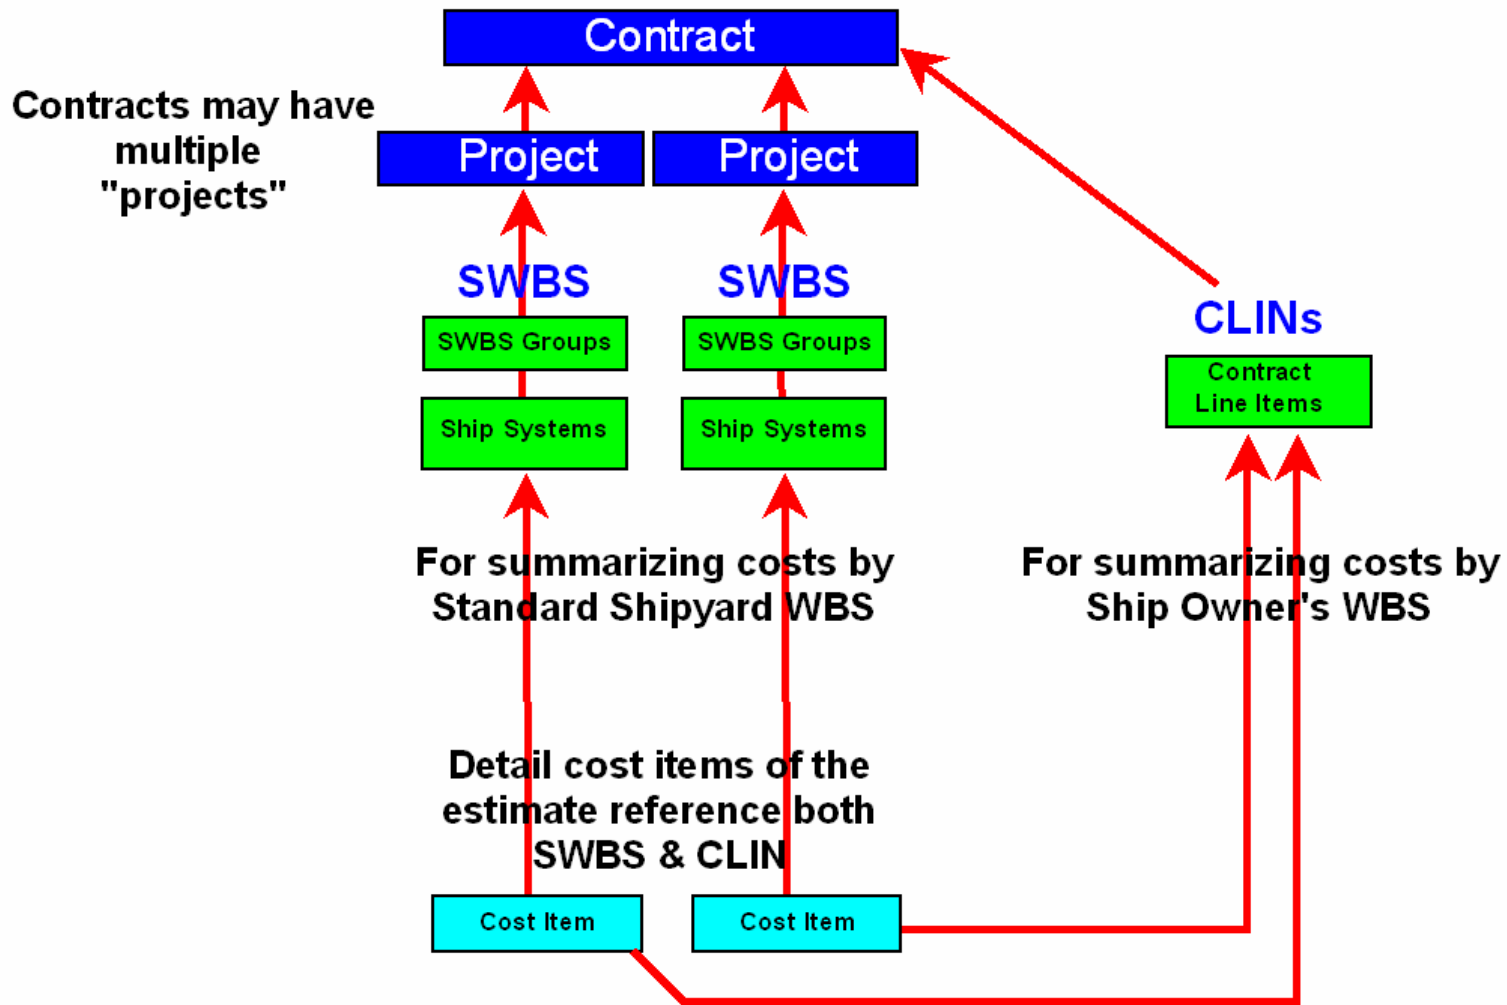 Contract
Contracts may have
multiple
"projects"
Project
Project
SWBS
SWBS
CLINs
SWBS Groups
SWBS Groups
Contract
Line Items
Ship Systems
Ship Systems
For summarizing costs by
Standard Shipyard WBS
For summarizing costs by
Ship Owner's WBS
Detail cost items of the
estimate reference both
SWBS & CLIN
Cost Item
Cost Item